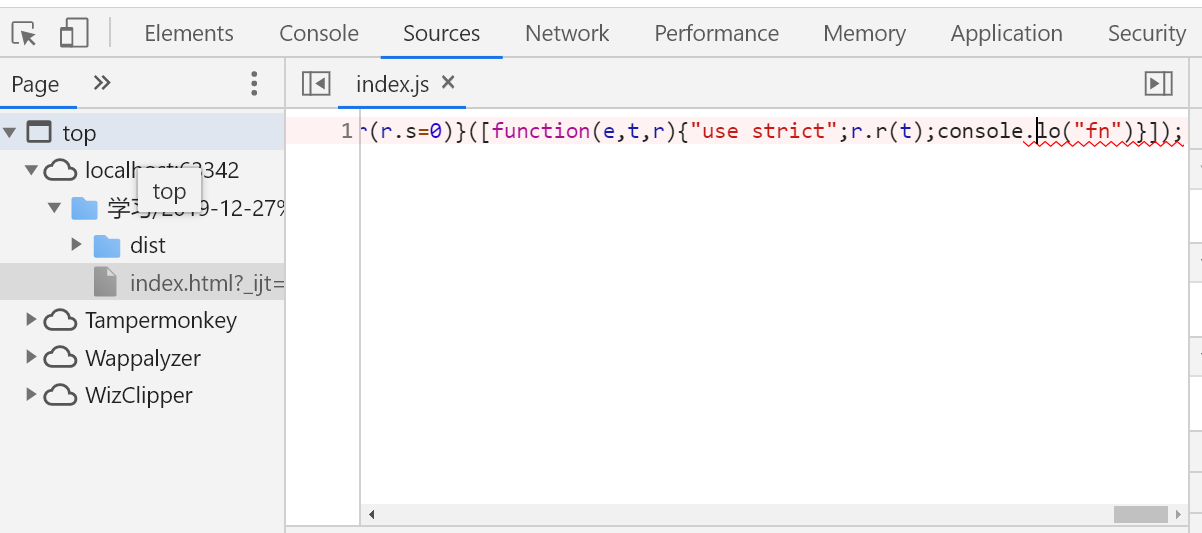 Elements Console Sources Network Performance Memory Application Security
Page index.js
1 r(r.s=0)}([function(e,t,r){"use strict";r.r(t);console.lo("fn")}]);
top
localhost:63342
top
学习/2019-12-27%
dist
index.html?_ijt=
Tampermonkey
Wappalyzer
WizClipper